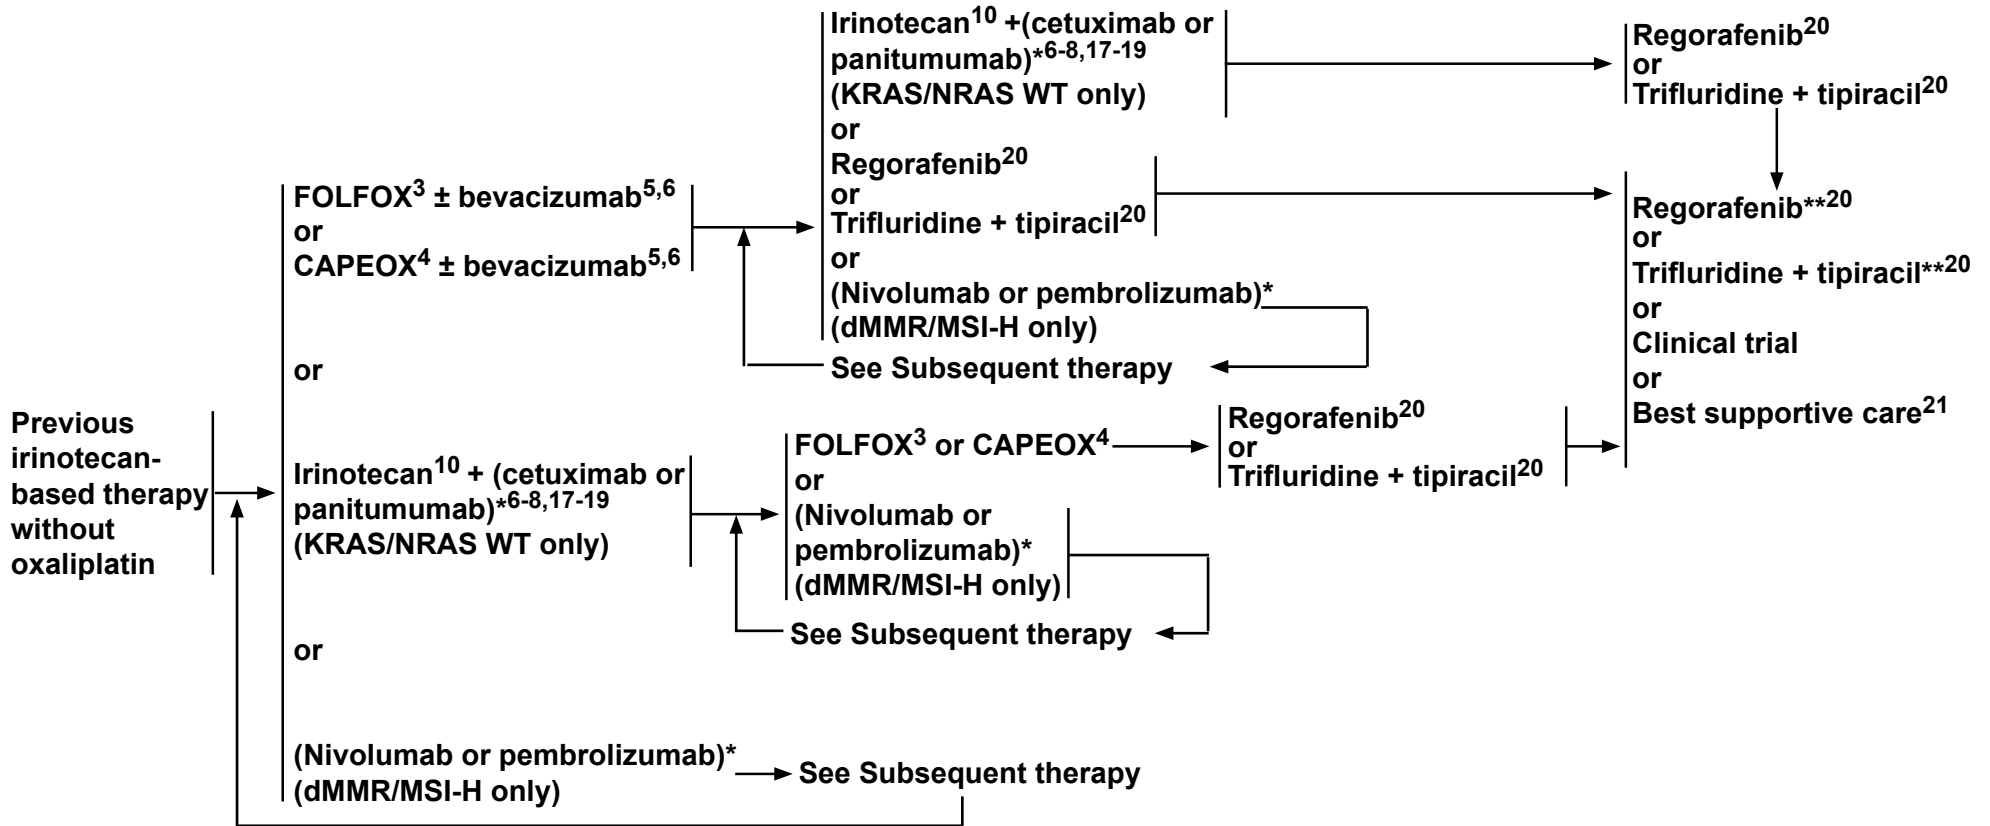 Previous
irinotecan-
based therapy
without
oxaliplatin
FOLFOX3 ± bevacizumab5,6
or
CAPEOX4 ± bevacizumab5,6
or
Irinotecan10 + (cetuximab or
panitumumab)*6-8,17-19
(KRAS/NRAS WT only)
or
(Nivolumab or pembrolizumab)*
(dMMR/MSI-H only)
Irinotecan10 +(cetuximab or
panitumumab)*6-8,17-19
(KRAS/NRAS WT only)
or
Regorafenib20
or
Trifluridine + tipiracil20
or
(Nivolumab or pembrolizumab)*
(dMMR/MSI-H only)
See Subsequent therapy
FOLFOX3 or CAPEOX4
or
(Nivolumab or
pembrolizumab)*
(dMMR/MSI-H only)
See Subsequent therapy
See Subsequent therapy
Regorafenib20
or
Trifluridine + tipiracil20
Regorafenib20
or
Trifluridine + tipiracil20
Regorafenib**20
or
Trifluridine + tipiracil**20
or
Clinical trial
or
Best supportive care21